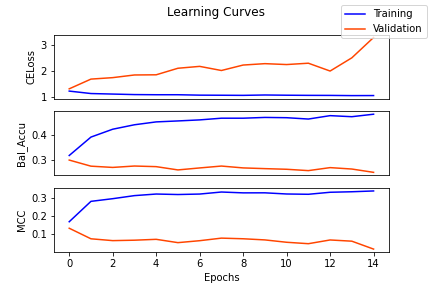 Learning Curves
Training
Validation
3
2
1
CELoss
0.4
0.3
Bal_Accu
0.3
0.2
0.1
MCC
0 2 4 6 8 10 12 14
Epochs